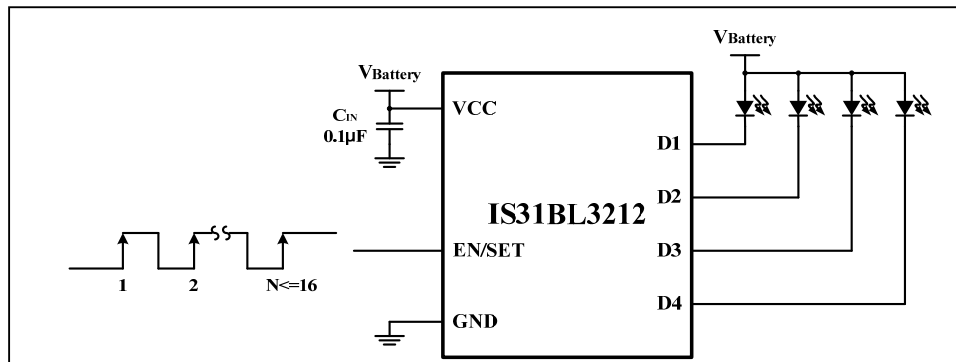 VBattery
VBattery
CIN
0.1µF
VCC
D1
D2
IS31BL3212
EN/SET
D3
1 2 N<=16
D4
GND